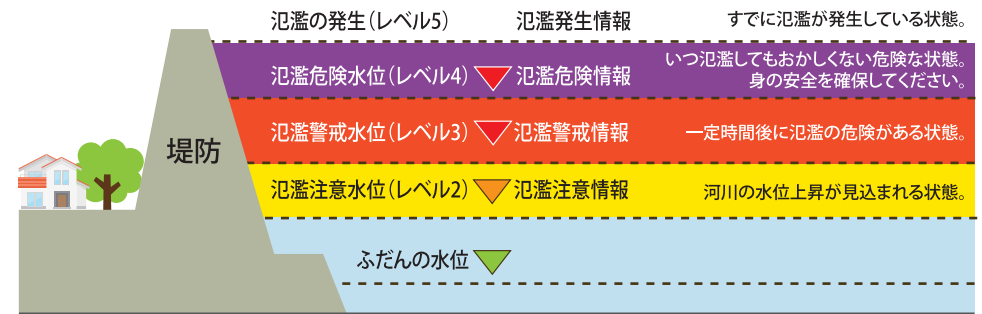 氾濫の発生（レベル5）　氾濫発生情報　すでに氾濫が発生している状態。
氾濫危険水位（レベル4）　氾濫危険情報　いつ氾濫してもおかしくない危険な状態。
身の安全を確保してください。
氾濫警戒水位（レベル3）　氾濫警戒情報　一定時間後に氾濫の危険がある状態。
堤防
氾濫注意水位（レベル2）　氾濫注意情報　河川の水位上昇が見込まれる状態。
ふだんの水位